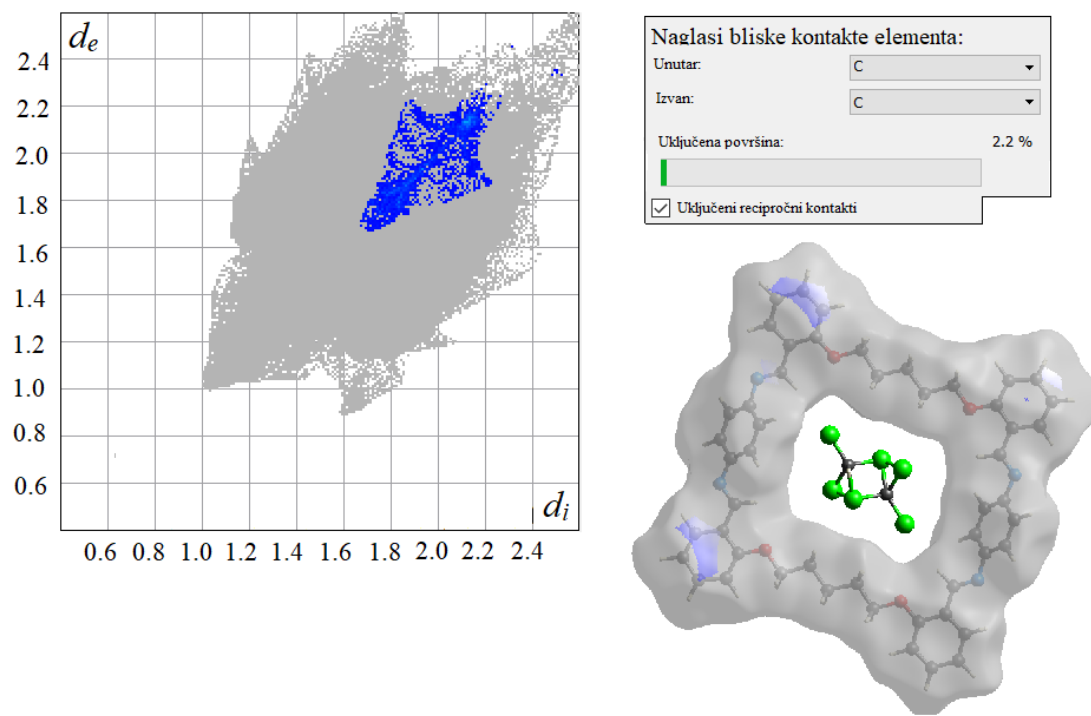 dₑ
2.4
2.2
2.0
1.8
1.6
1.4
1.2
1.0
0.8
0.6
dᵢ
0.6 0.8 1.0 1.2 1.4 1.6 1.8 2.0 2.2 2.4
Naglasi bliske kontakte elementa:
Unutar: C
Izvan: C
Uključena površina: 2.2 %
Uključeni recipročni kontakti